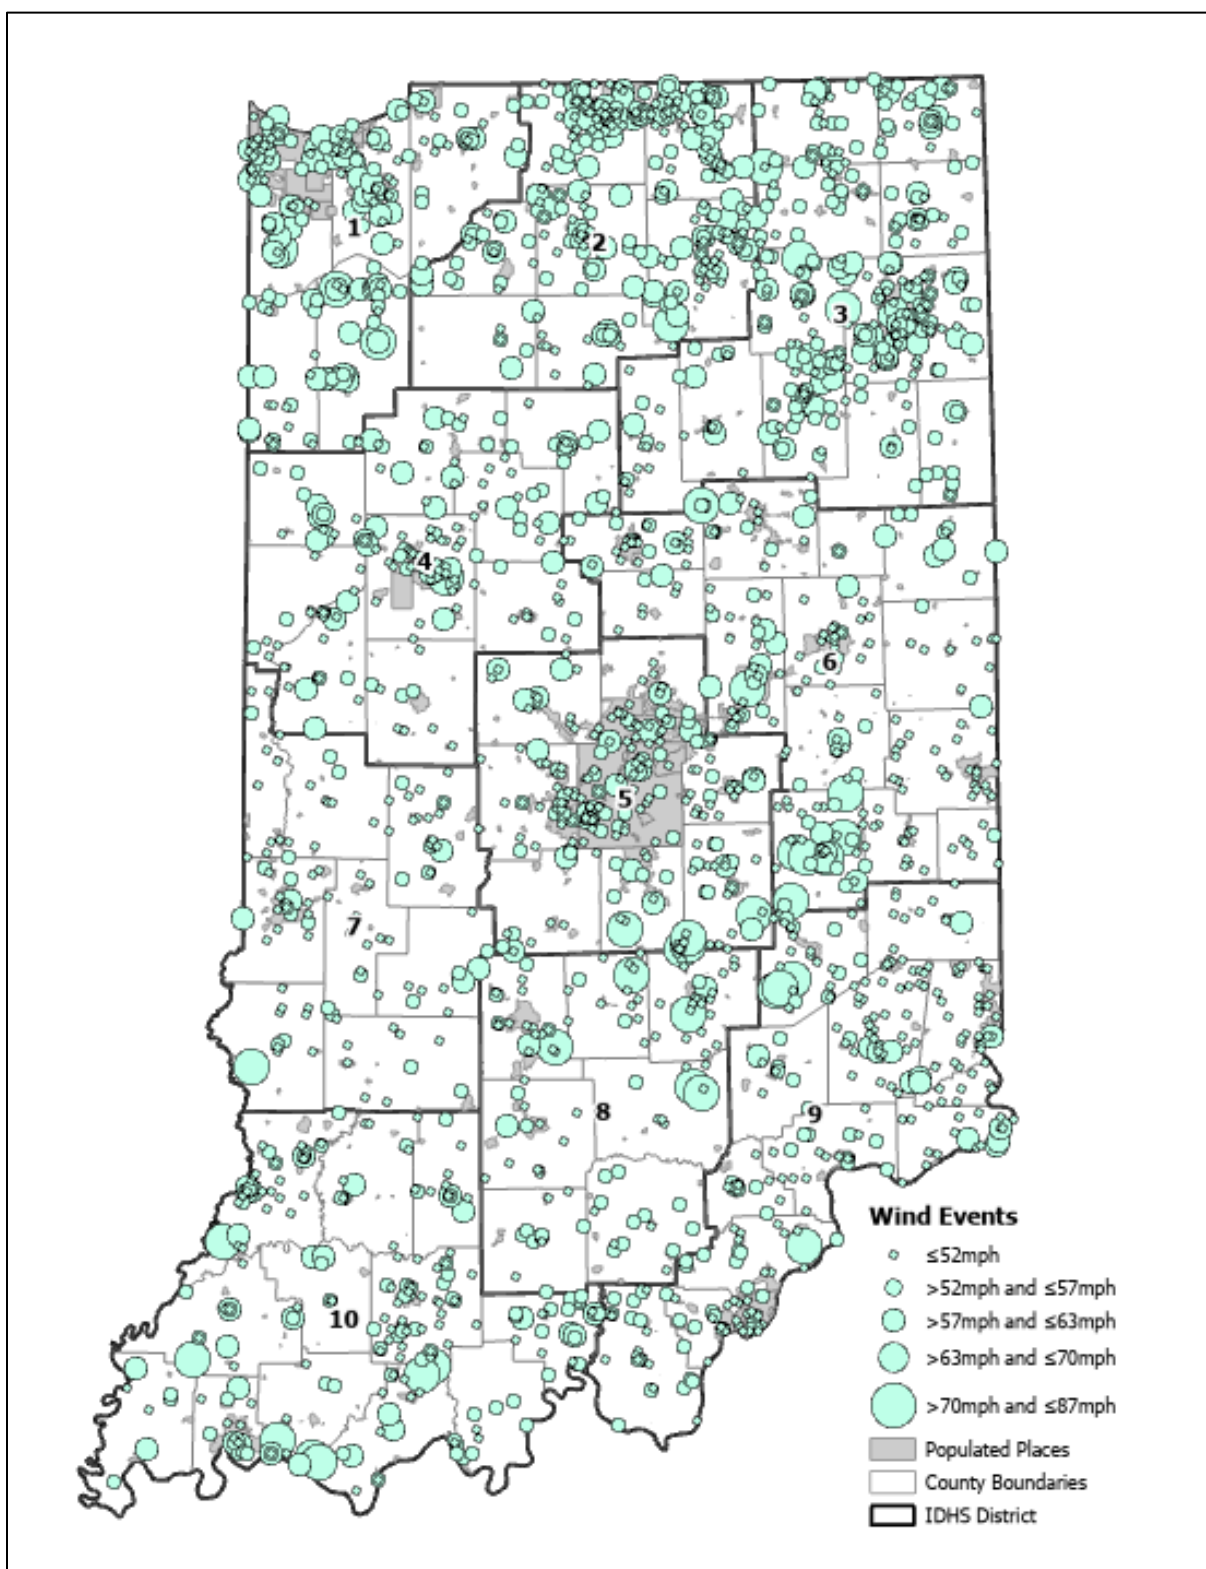 1
2
3
4
6
5
7
8
9
10
Wind Events
≤52mph
>52mph and ≤57mph
>57mph and ≤63mph
>63mph and ≤70mph
>70mph and ≤87mph
Populated Places
County Boundaries
IDHS District